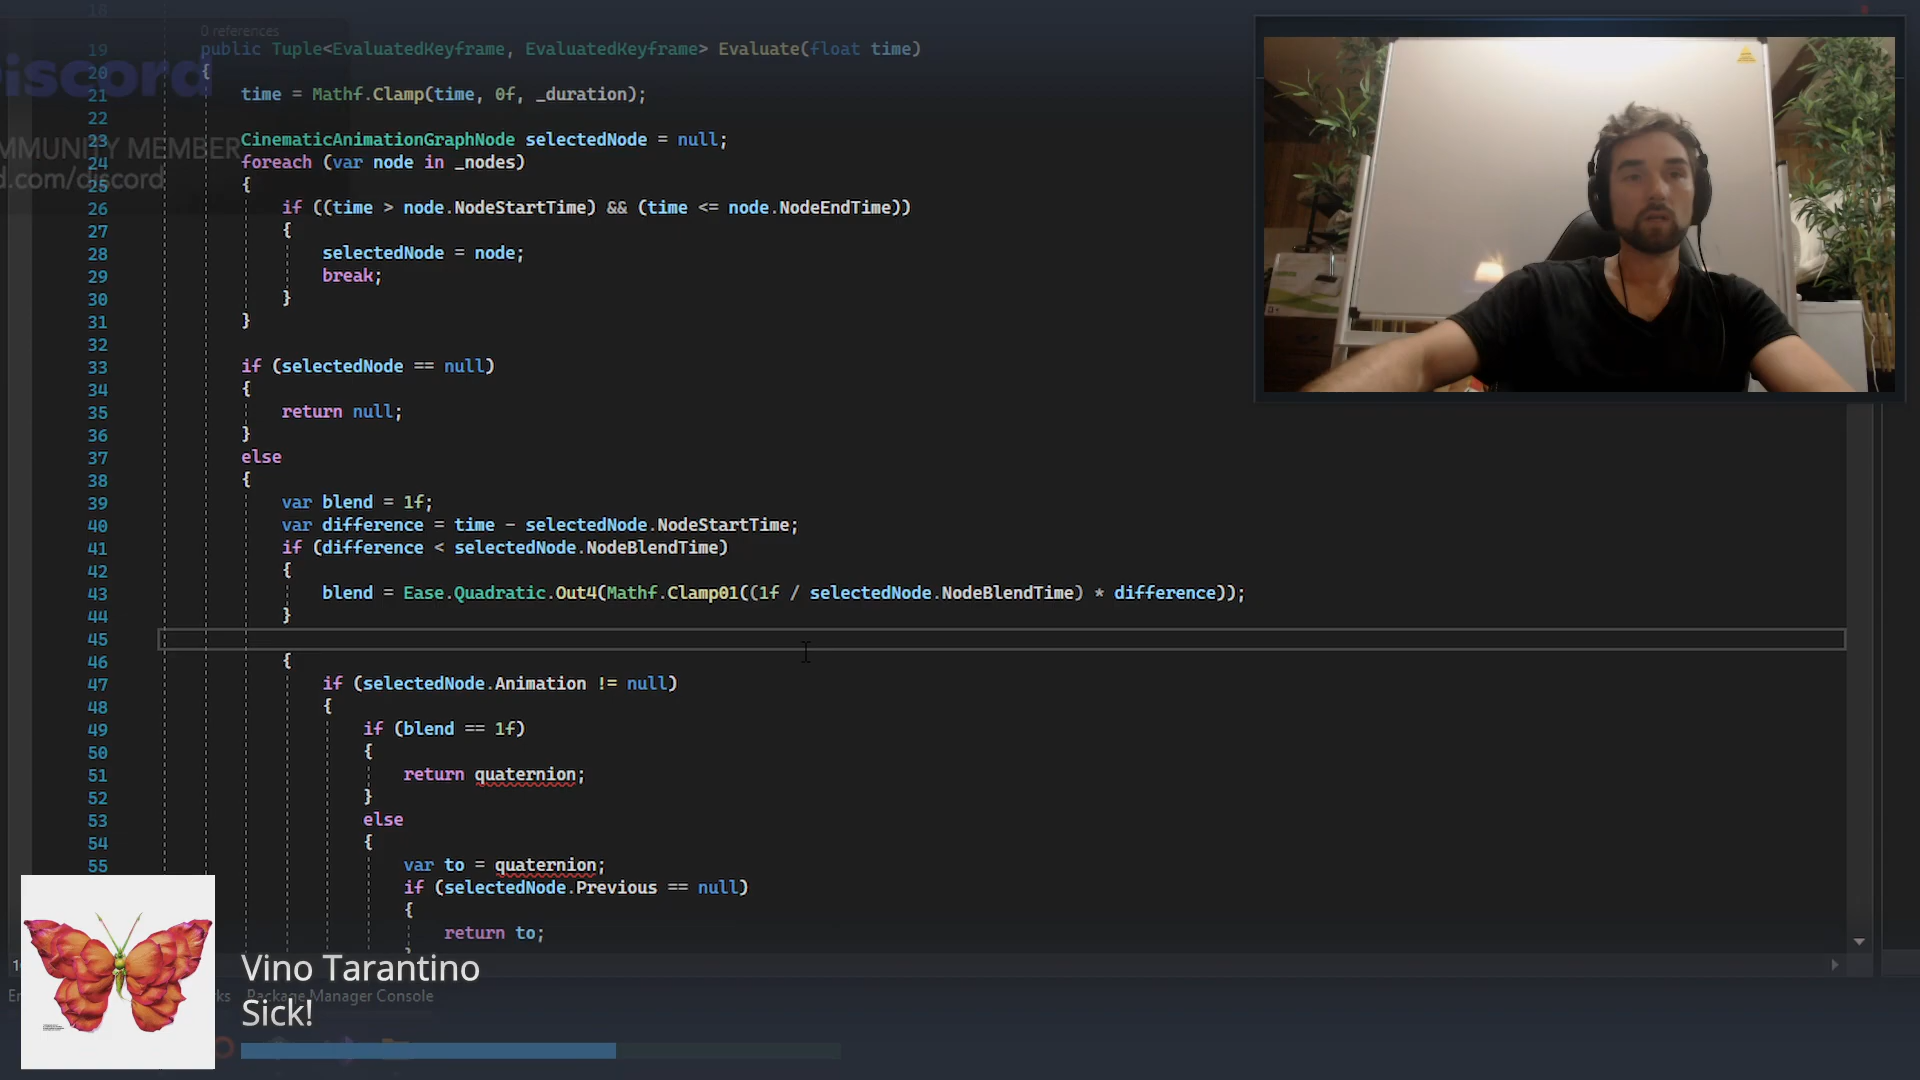 18
0 references
19 public Tuple<EvaluatedKeyframe, EvaluatedKeyframe> Evaluate(float time)
20 {
iscord
21 time = Mathf.Clamp(time, 0f, _duration);
22
23 CinematicAnimationGraphNode selectedNode = null;
MMUNITY MEMBER
24 foreach (var node in _nodes)
d.com/discord
25 {
26 if ((time > node.NodeStartTime) && (time <= node.NodeEndTime))
27 {
28 selectedNode = node;
29 break;
30 }
31 }
32
33 if (selectedNode == null)
34 {
35 return null;
36 }
37 else
38 {
39 var blend = 1f;
40 var difference = time - selectedNode.NodeStartTime;
41 if (difference < selectedNode.NodeBlendTime)
42 {
43 blend = Ease.Quadratic.Out4(Mathf.Clamp01((1f / selectedNode.NodeBlendTime) * difference));
44 }
45
46 {
47 if (selectedNode.Animation != null)
48 {
49 if (blend == 1f)
50 {
51 return quaternion;
52 }
53 else
54 {
55 var to = quaternion;
if (selectedNode.Previous == null)
{
return to;
Vino Tarantino
Package Manager Console
Sick!